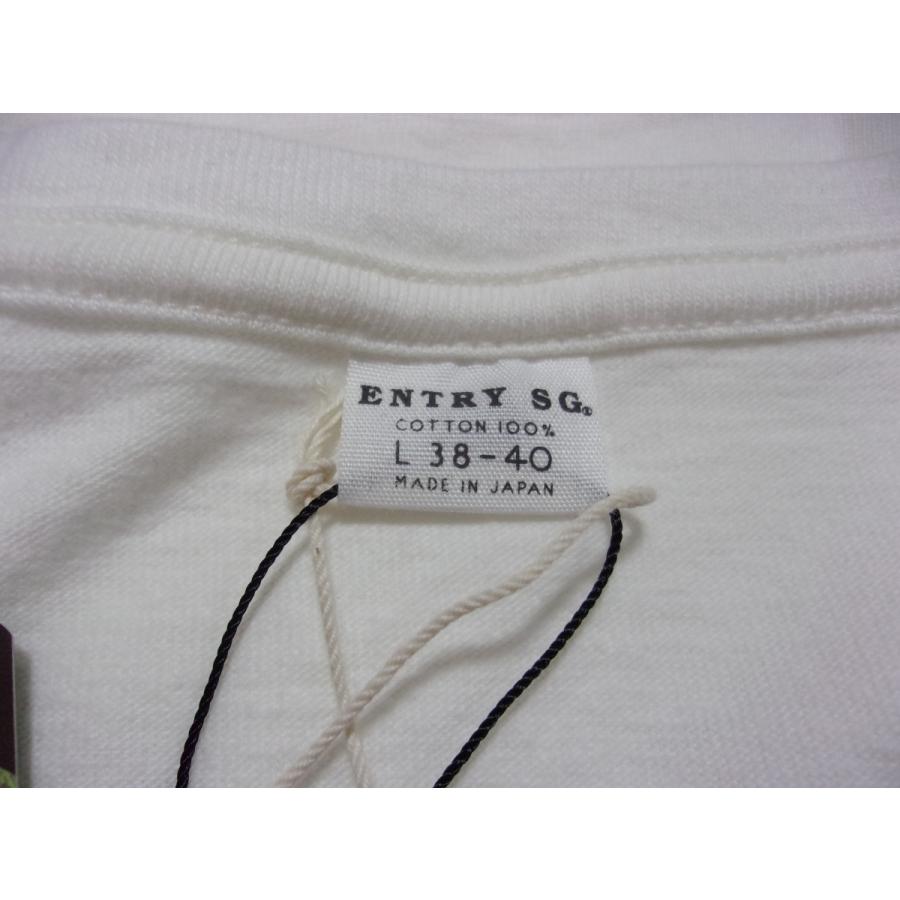 ENTRY SG®
COTTON 100%
L 38-40
MADE IN JAPAN